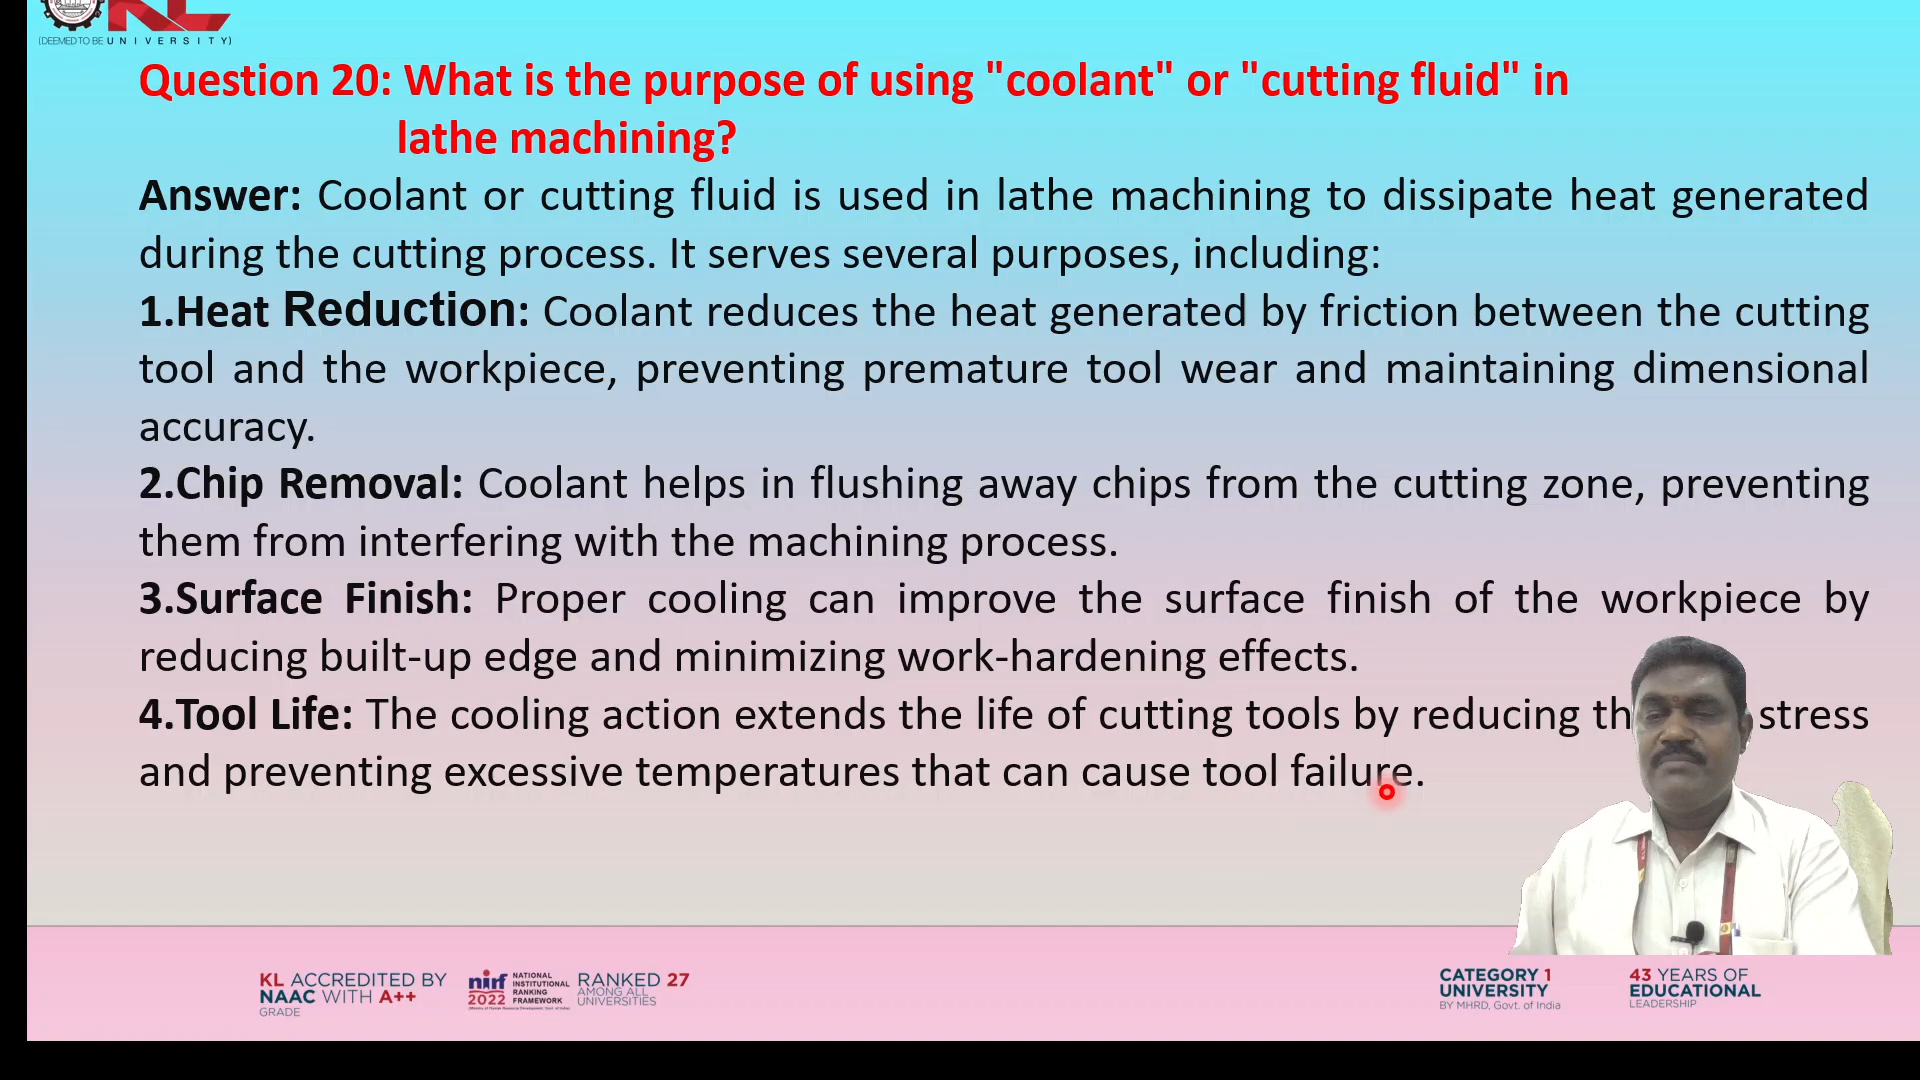 KL
(DEEMED TO BE UNIVERSITY)
Question 20: What is the purpose of using "coolant" or "cutting fluid" in
lathe machining?
Answer: Coolant or cutting fluid is used in lathe machining to dissipate heat generated
during the cutting process. It serves several purposes, including:
1.Heat Reduction: Coolant reduces the heat generated by friction between the cutting
tool and the workpiece, preventing premature tool wear and maintaining dimensional
accuracy.
2.Chip Removal: Coolant helps in flushing away chips from the cutting zone, preventing
them from interfering with the machining process.
3.Surface Finish: Proper cooling can improve the surface finish of the workpiece by
reducing built-up edge and minimizing work-hardening effects.
4.Tool Life: The cooling action extends the life of cutting tools by reducing stress
and preventing excessive temperatures that can cause tool failure.
KL ACCREDITED BY
NAAC WITH A++
GRADE
nirf
2022
NATIONAL
INSTITUTIONAL
RANKING
FRAMEWORK
RANKED 27
AMONG ALL
UNIVERSITIES
CATEGORY 1
UNIVERSITY
BY MHRD, Govt. of India
43 YEARS OF
EDUCATIONAL
LEADERSHIP